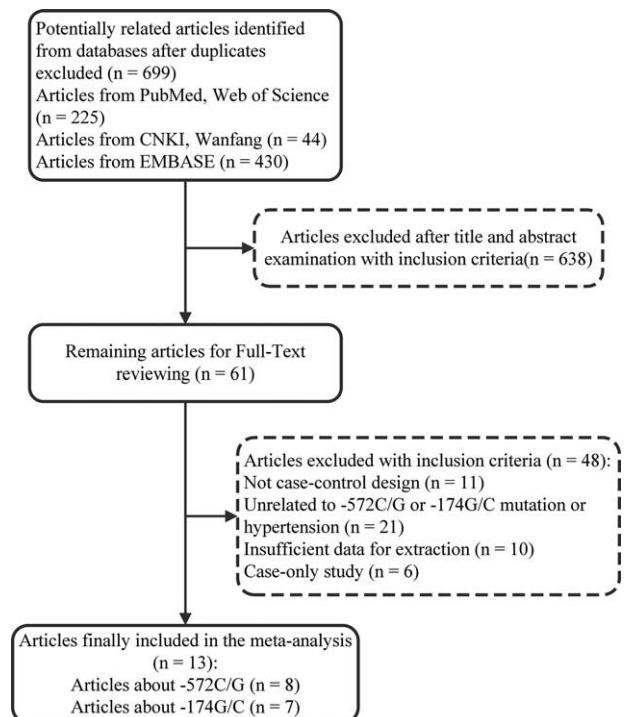 Potentially related articles identified
from databases after duplicates
excluded (n = 699)
Articles from PubMed, Web of Science
(n = 225)
Articles from CNKI, Wanfang (n = 44)
Articles from EMBASE (n = 430)
Articles excluded after title and abstract
examination with inclusion criteria(n = 638)
Remaining articles for Full-Text
reviewing (n = 61)
Articles excluded with inclusion criteria (n = 48):
Not case-control design (n = 11)
Unrelated to -572C/G or -174G/C mutation or
hypertension (n = 21)
Insufficient data for extraction (n = 10)
Case-only study (n = 6)
Articles finally included in the meta-analysis
(n = 13):
Articles about -572C/G (n = 8)
Articles about -174G/C (n = 7)